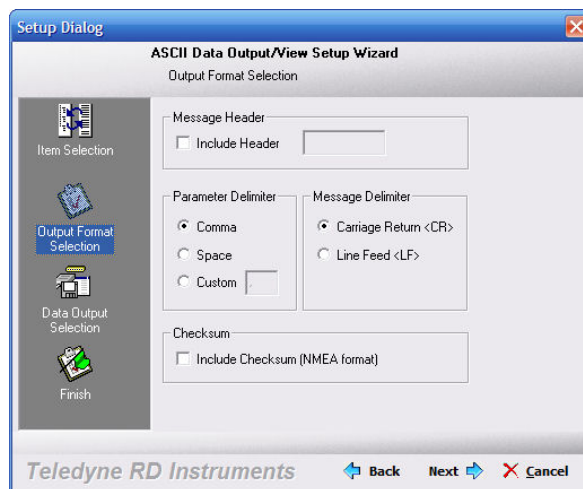 Setup Dialog
ASCII Data Output/View Setup Wizard
Output Format Selection
Item Selection
Output Format
Selection
Data Output
Selection
Finish
Message Header
Include Header
Parameter Delimiter
Comma
Space
Custom
Message Delimiter
Carriage Return <CR>
Line Feed <LF>
Checksum
Include Checksum (NMEA format)
Teledyne RD Instruments
Back
Next
Cancel